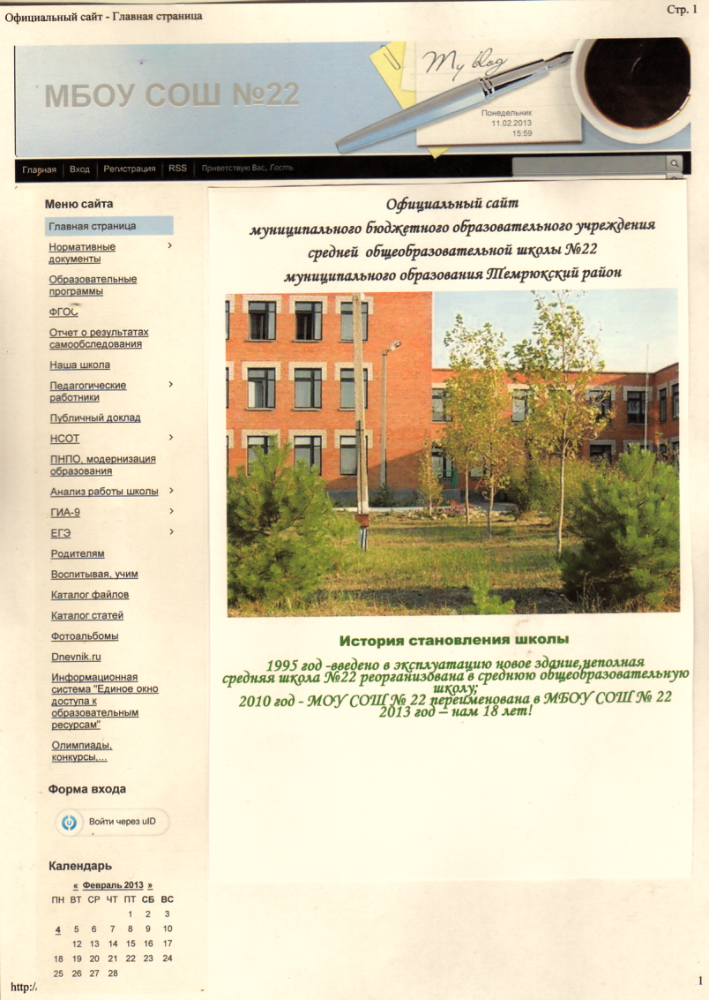 Официальный сайт - Главная страница
Стр. 1
My blog
МБОУ СОШ №22
Понедельник
11.02.2013
15:59
Главная Вход Регистрация RSS Приветствую Вас, Гость
Меню сайта
Главная страница
Нормативные
документы
Образовательные
программы
ФГОС
Отчет о результатах
самообследования
Наша школа
Педагогические
работники
Публичный доклад
НСОТ
ПНПО, модернизация
образования
Анализ работы школы
ГИА-9
ЕГЭ
Родителям
Воспитывая, учим
Каталог файлов
Каталог статей
Фотоальбомы
Dnevnik.ru
Информационная
система "Единое окно
доступа к
образовательным
ресурсам"
Олимпиады,
конкурсы,...
Форма входа
Войти через uID
Календарь
« Февраль 2013 »
ПН ВТ СР ЧТ ПТ СБ ВС
1 2 3
4 5 6 7 8 9 10
12 13 14 15 16 17
18 19 20 21 22 23 24
25 26 27 28
Официальный сайт
муниципального бюджетного образовательного учреждения
средней общеобразовательной школы №22
муниципального образования Темрюкский район
История становления школы
1995 год -введено в эксплуатацию новое здание,неполная
средняя школа №22 реорганизована в среднюю общеобразовательную
школу;
2010 год - МОУ СОШ № 22 переименована в МБОУ СОШ № 22
2013 год – нам 18 лет!
http:/
1